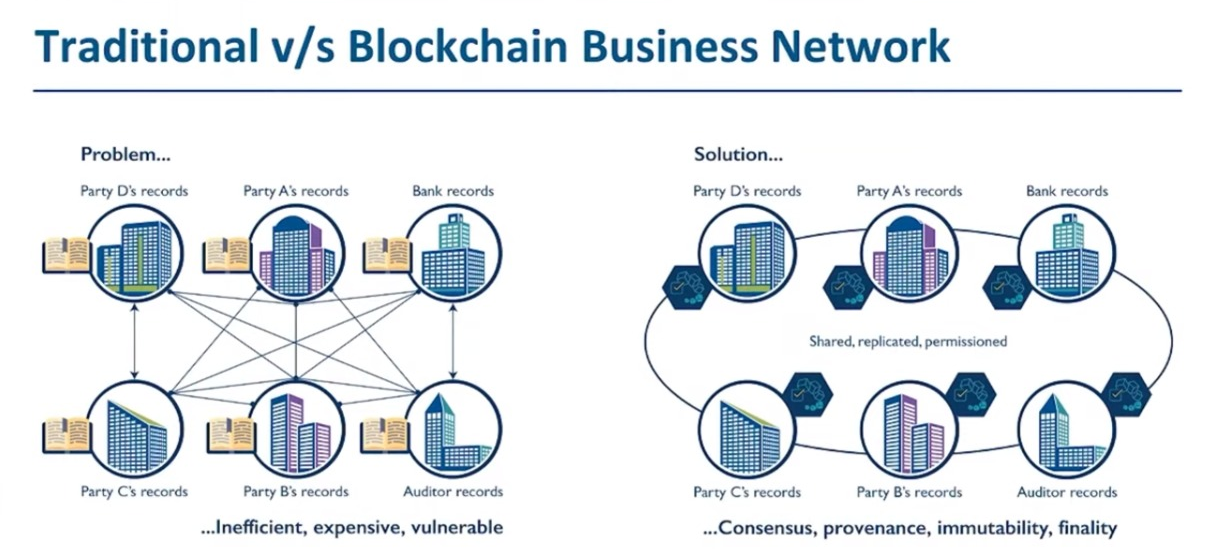 Traditional v/s Blockchain Business Network
Problem...
Party D's records
Party A's records
Bank records
Party C's records
Party B's records
Auditor records
...Inefficient, expensive, vulnerable
Solution...
Party D's records
Party A's records
Bank records
Shared, replicated, permissioned
Party C's records
Party B's records
Auditor records
...Consensus, provenance, immutability, finality